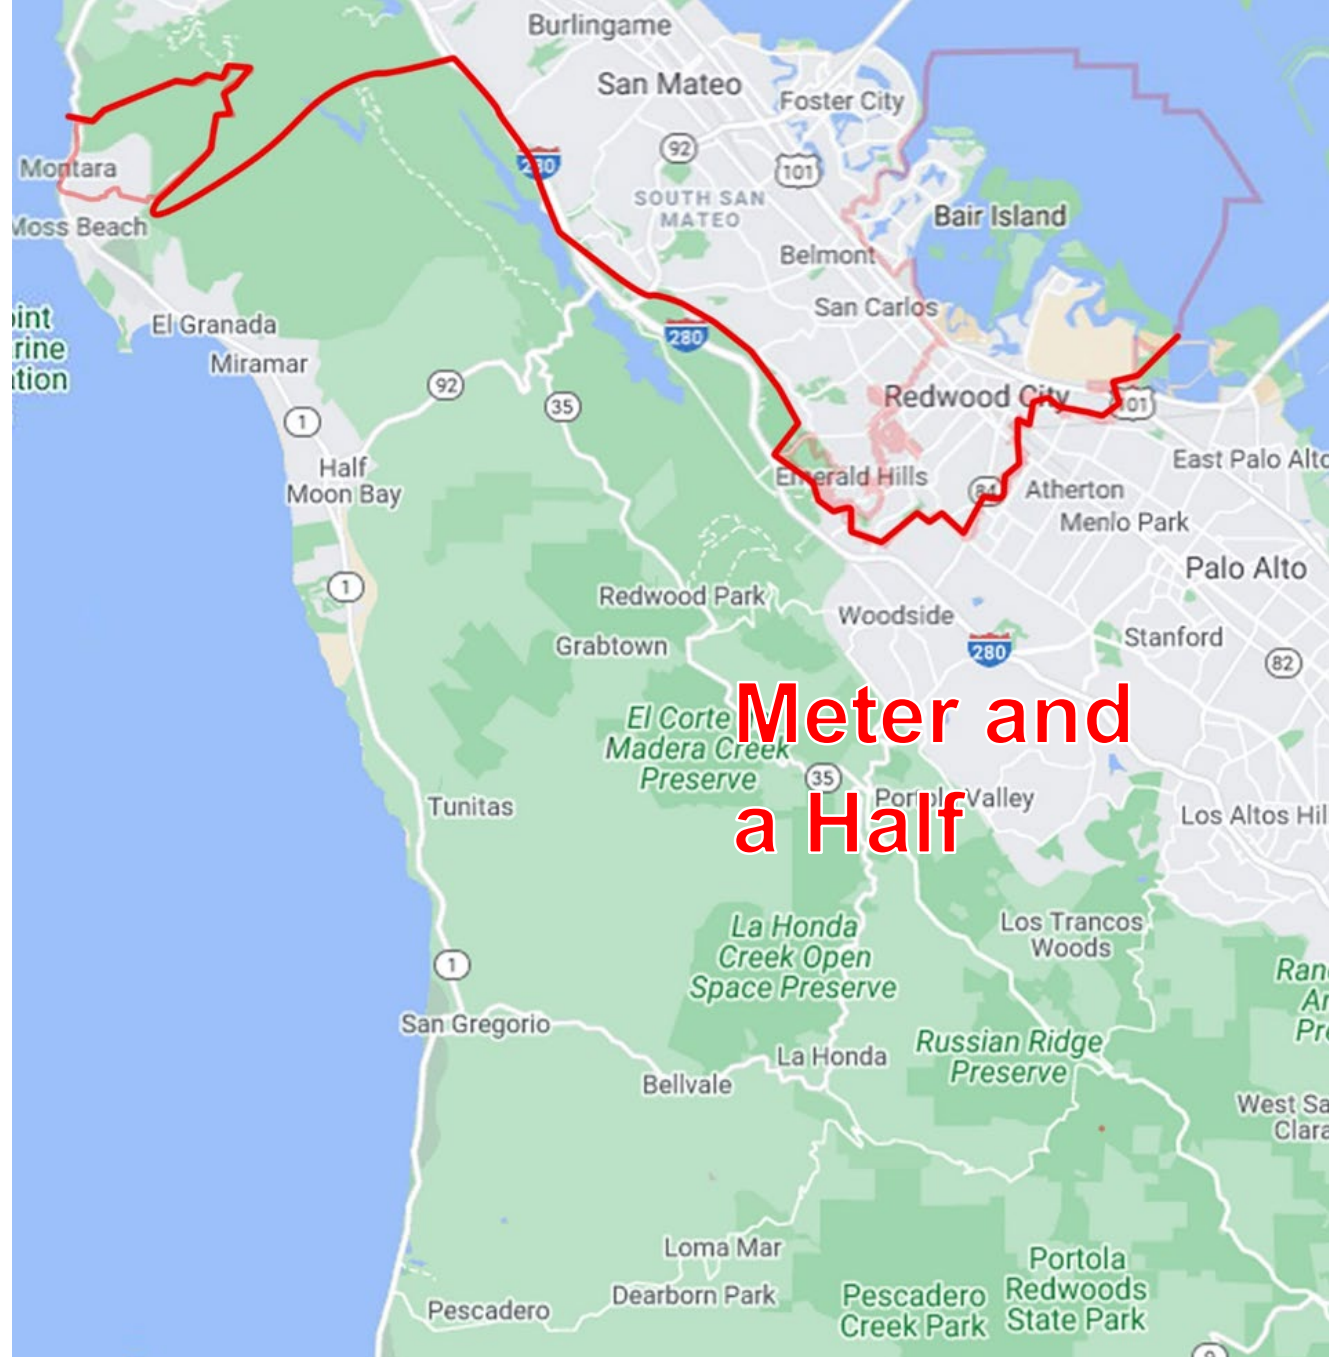 Burlingame
San Mateo
Foster City
92
101
280
SOUTH SAN
MATEO
Montara
Bair Island
Moss Beach
Belmont
San Carlos
El Granada
280
Miramar
92
35
1
Redwood City
101
Half
Moon Bay
Emerald Hills
East Palo Alto
84
Atherton
Menlo Park
1
Palo Alto
Redwood Park
Woodside
Grabtown
280
Stanford
82
El Corte
Madera Creek
Preserve
Meter and
a Half
35
Tunitas
Portola Valley
Los Altos Hil
La Honda
Creek Open
Space Preserve
Los Trancos
Woods
1
San Gregorio
La Honda
Russian Ridge
Preserve
Bellvale
West Sa
Clara
Loma Mar
Dearborn Park
Pescadero
Pescadero
Creek Park
Portola
Redwoods
State Park